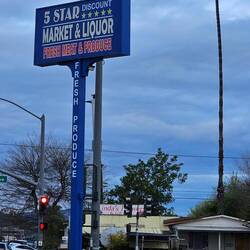 5 STAR DISCOUNT
MARKET & LIQUOR
FRESH MEAT & PRODUCE
FRESH PRODUCE